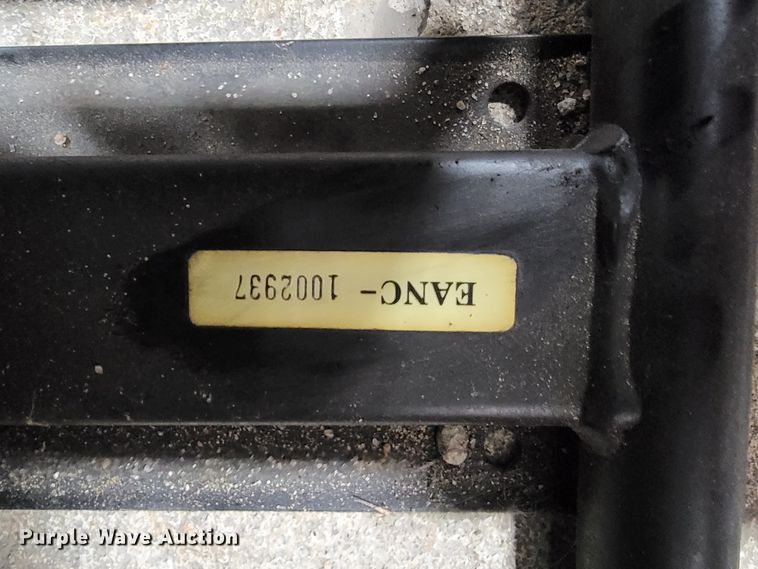 EANC- 1002937
Purple Wave Auction